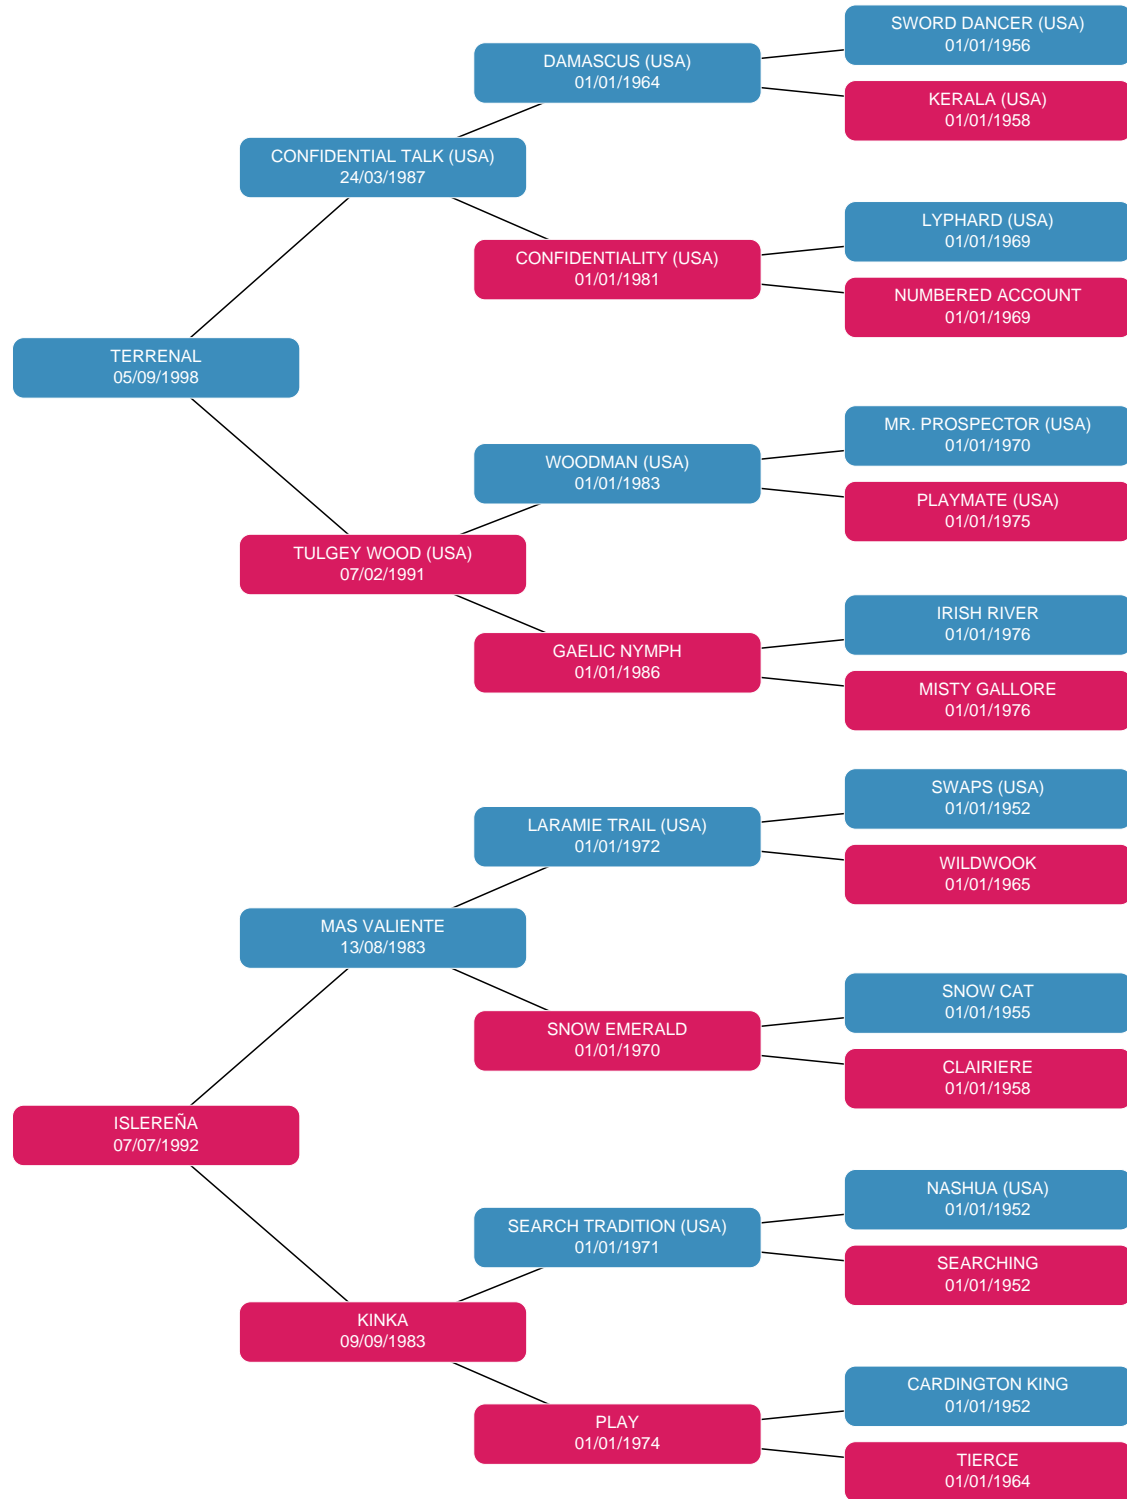 SWORD DANCER (USA)
01/01/1956
DAMASCUS (USA)
01/01/1964
KERALA (USA)
01/01/1958
CONFIDENTIAL TALK (USA)
24/03/1987
LYPHARD (USA)
01/01/1969
CONFIDENTIALITY (USA)
01/01/1981
NUMBERED ACCOUNT
01/01/1969
TERRENAL
05/09/1998
MR. PROSPECTOR (USA)
01/01/1970
WOODMAN (USA)
01/01/1983
PLAYMATE (USA)
01/01/1975
TULGEY WOOD (USA)
07/02/1991
IRISH RIVER
01/01/1976
GAELIC NYMPH
01/01/1986
MISTY GALLORE
01/01/1976
SWAPS (USA)
01/01/1952
LARAMIE TRAIL (USA)
01/01/1972
WILDWOOK
01/01/1965
MAS VALIENTE
13/08/1983
SNOW CAT
01/01/1955
SNOW EMERALD
01/01/1970
CLAIRIERE
01/01/1958
ISLEREÑA
07/07/1992
NASHUA (USA)
01/01/1952
SEARCH TRADITION (USA)
01/01/1971
SEARCHING
01/01/1952
KINKA
09/09/1983
CARDINGTON KING
01/01/1952
PLAY
01/01/1974
TIERCE
01/01/1964